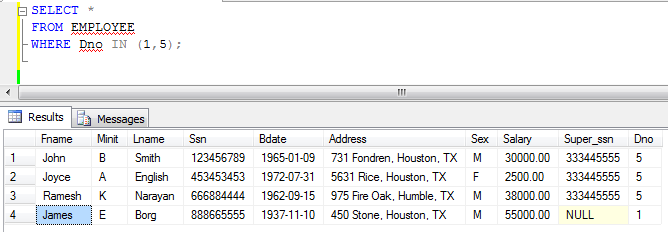 SELECT *
FROM EMPLOYEE
WHERE Dno IN (1,5);
Results Messages
Fname Minit Lname Ssn Bdate Address Sex Salary Super_ssn Dno
1 John B Smith 123456789 1965-01-09 731 Fondren, Houston, TX M 30000.00 333445555 5
2 Joyce A English 453453453 1972-07-31 5631 Rice, Houston, TX F 2500.00 333445555 5
3 Ramesh K Narayan 666884444 1962-09-15 975 Fire Oak, Humble, TX M 38000.00 333445555 5
4 James E Borg 888665555 1937-11-10 450 Stone, Houston, TX M 55000.00 NULL 1